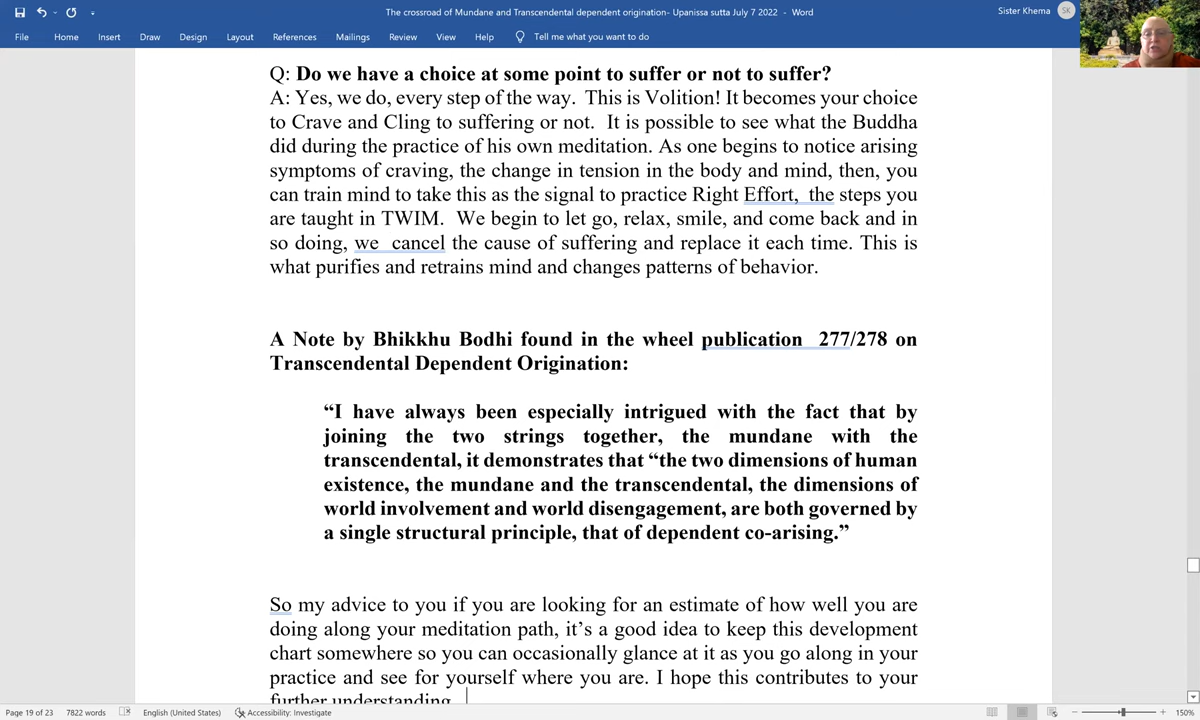 The crossroad of Mundane and Transcendental dependent origination- Upanissa sutta July 7 2022 - Word
Sister Khema SK
File Home Insert Draw Design Layout References Mailings Review View Help Tell me what you want to do
Q: Do we have a choice at some point to suffer or not to suffer?
A: Yes, we do, every step of the way. This is Volition! It becomes your choice
to Crave and Cling to suffering or not. It is possible to see what the Buddha
did during the practice of his own meditation. As one begins to notice arising
symptoms of craving, the change in tension in the body and mind, then, you
can train mind to take this as the signal to practice Right Effort, the steps you
are taught in TWIM. We begin to let go, relax, smile, and come back and in
so doing, we cancel the cause of suffering and replace it each time. This is
what purifies and retrains mind and changes patterns of behavior.
A Note by Bhikkhu Bodhi found in the wheel publication 277/278 on
Transcendental Dependent Origination:
“I have always been especially intrigued with the fact that by
joining the two strings together, the mundane with the
transcendental, it demonstrates that “the two dimensions of human
existence, the mundane and the transcendental, the dimensions of
world involvement and world disengagement, are both governed by
a single structural principle, that of dependent co-arising.”
So my advice to you if you are looking for an estimate of how well you are
doing along your meditation path, it’s a good idea to keep this development
chart somewhere so you can occasionally glance at it as you go along in your
practice and see for yourself where you are. I hope this contributes to your
further understanding.
Page 19 of 23 7822 words English (United States) Accessibility: Investigate 150%